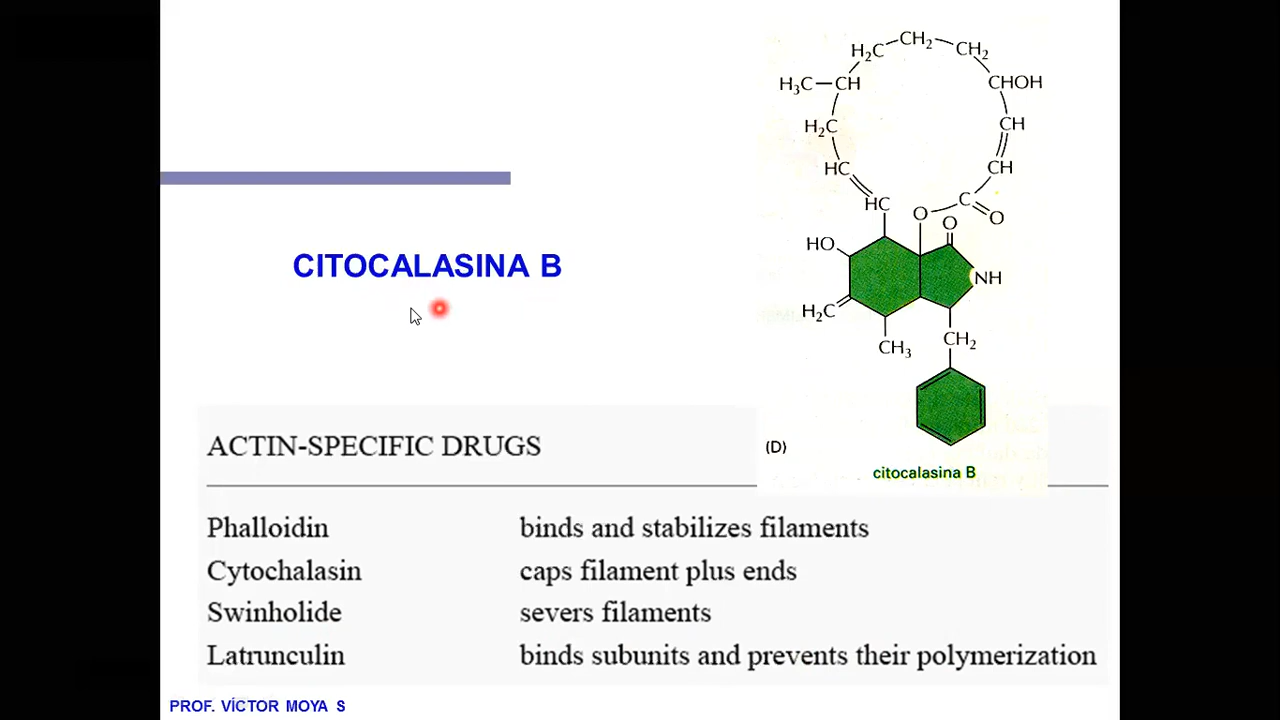 H₂C CH₂ CH₂
H₃C CH CHOH
H₂C CH
HC CH
HC O C O
HO O
NH
H₂C
CH₃ CH₂
CITOCALASINA B
(D)
citocalasina B
ACTIN-SPECIFIC DRUGS
Phalloidin binds and stabilizes filaments
Cytochalasin caps filament plus ends
Swinholide severs filaments
Latrunculin binds subunits and prevents their polymerization
PROF. VÍCTOR MOYA S